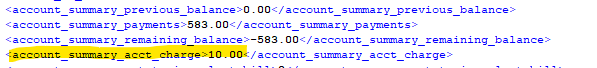 <account_summary_previous_balance>0.00</account_summary_previous_balance>
<account_summary_payments>583.00</account_summary_payments>
<account_summary_remaining_balance>-583.00</account_summary_remaining_balance>
<account_summary_acct_charge>10.00</account_summary_acct_charge>